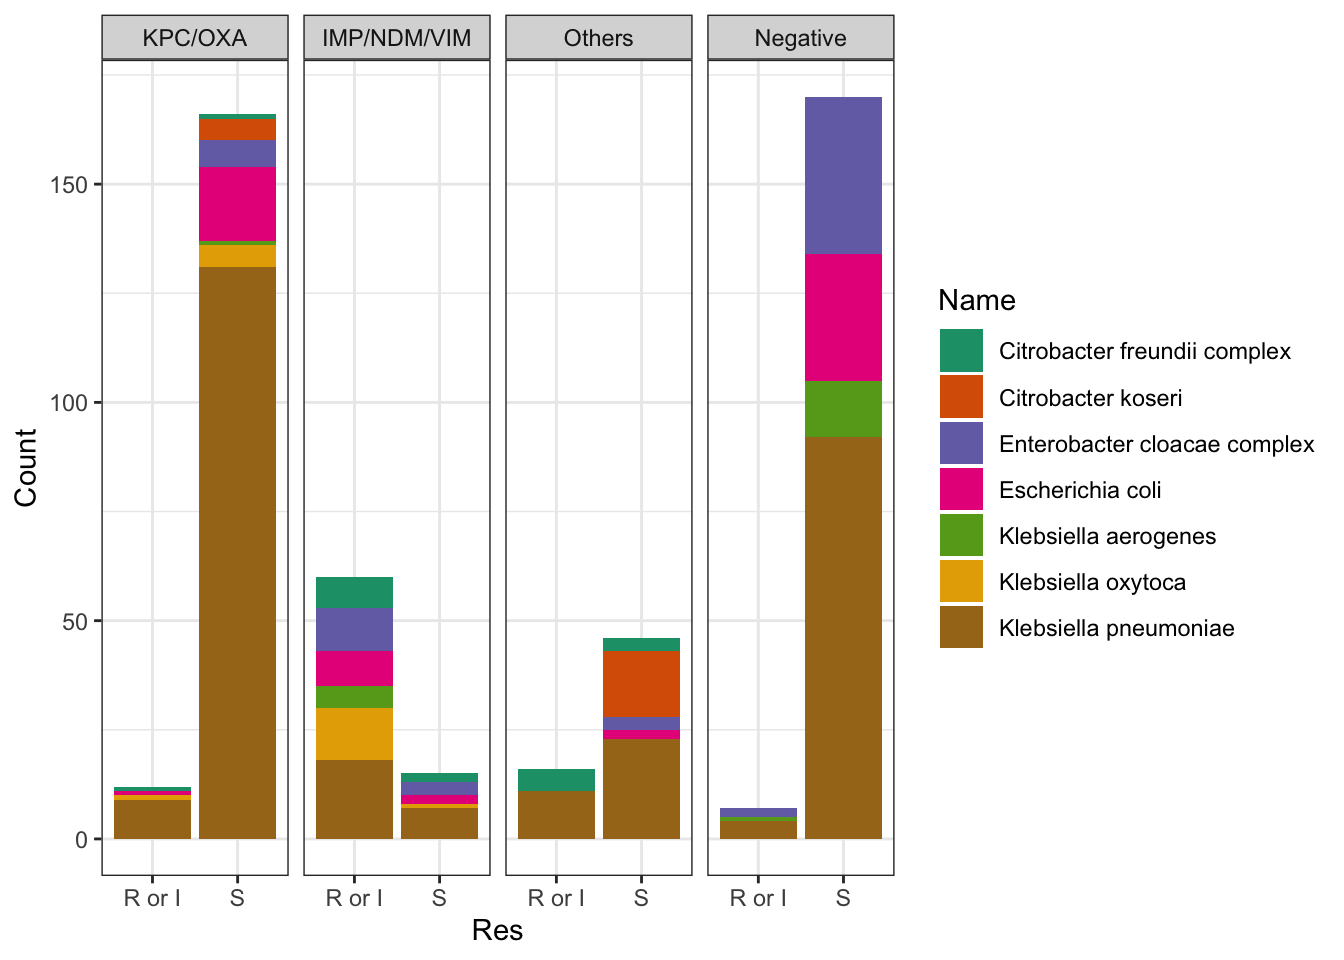 KPC/OXA
IMP/NDM/VIM
Others
Negative
Count
150
100
50
0
R or I
S
R or I
S
R or I
S
R or I
S
Res
Name
Citrobacter freundii complex
Citrobacter koseri
Enterobacter cloacae complex
Escherichia coli
Klebsiella aerogenes
Klebsiella oxytoca
Klebsiella pneumoniae